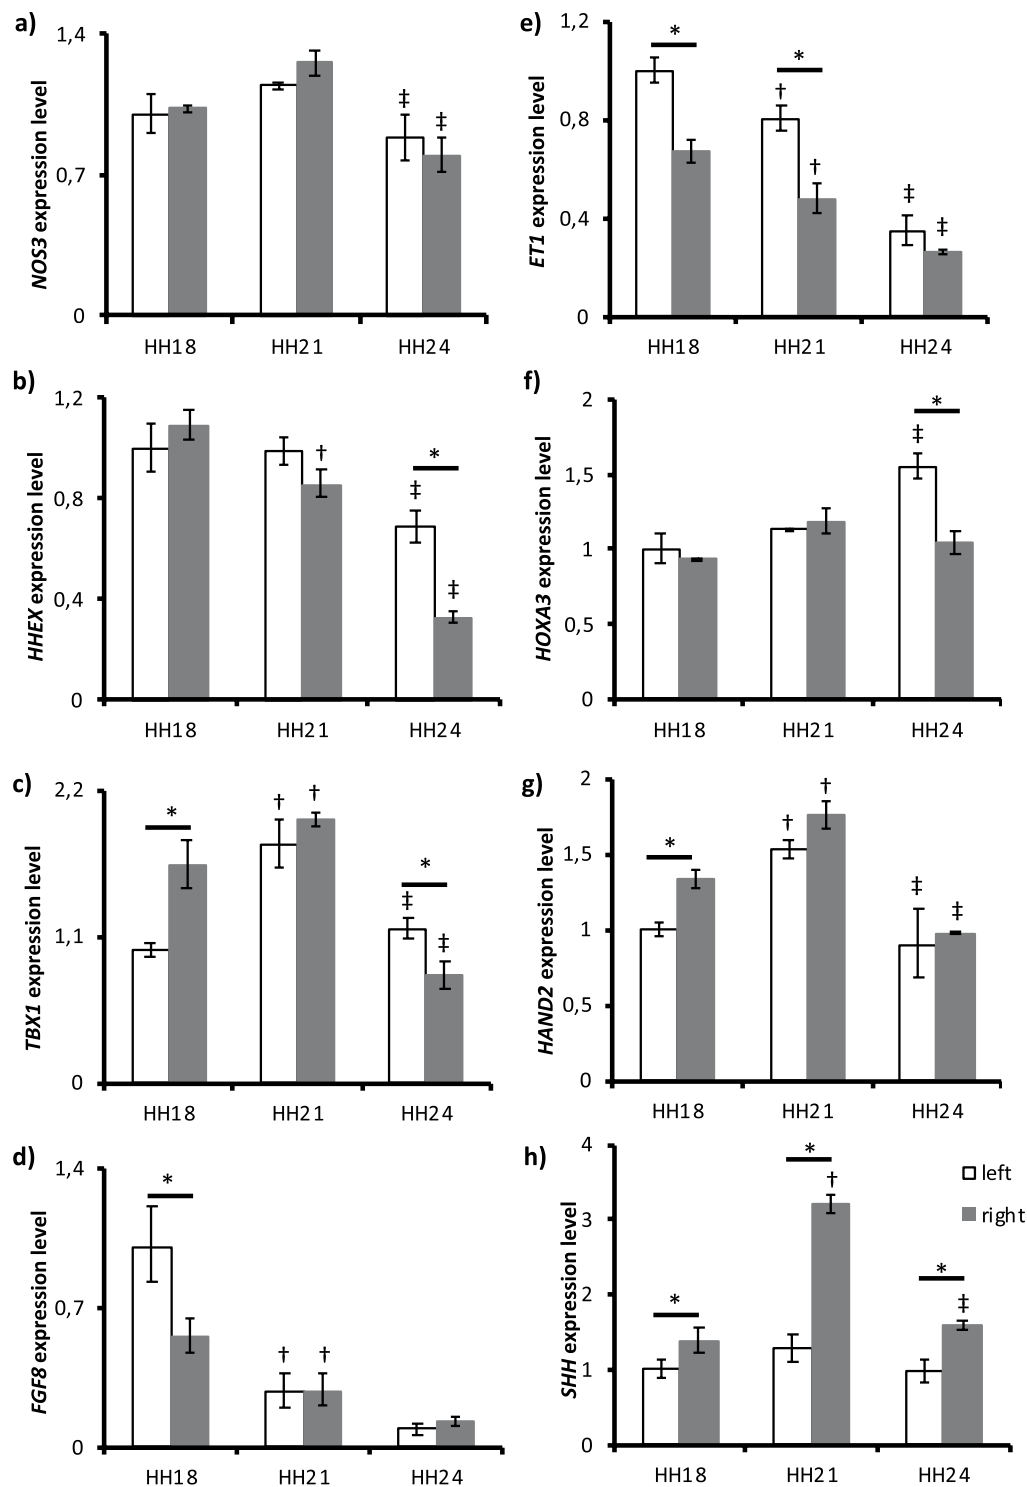 a)
1,4
0,7
0
NOS3 expression level
‡
‡
HH18 HH21 HH24
b)
1,2
0,8
0,4
0
HHEX expression level
†
*
‡
‡
HH18 HH21 HH24
c)
2,2
1,1
0
TBX1 expression level
*
† †
*
‡
‡
HH18 HH21 HH24
d)
1,4
0,7
0
FGF8 expression level
*
† †
HH18 HH21 HH24
e)
1,2
0,8
0,4
0
ET1 expression level
*
*
†
†
‡
‡
HH18 HH21 HH24
f)
2
1,5
1
0,5
0
HOXA3 expression level
*
‡
HH18 HH21 HH24
g)
2
1,5
1
0,5
0
HAND2 expression level
*
†
†
‡
‡
HH18 HH21 HH24
h)
4
3
2
1
0
SHH expression level
*
*
†
*
‡
HH18 HH21 HH24
left
right